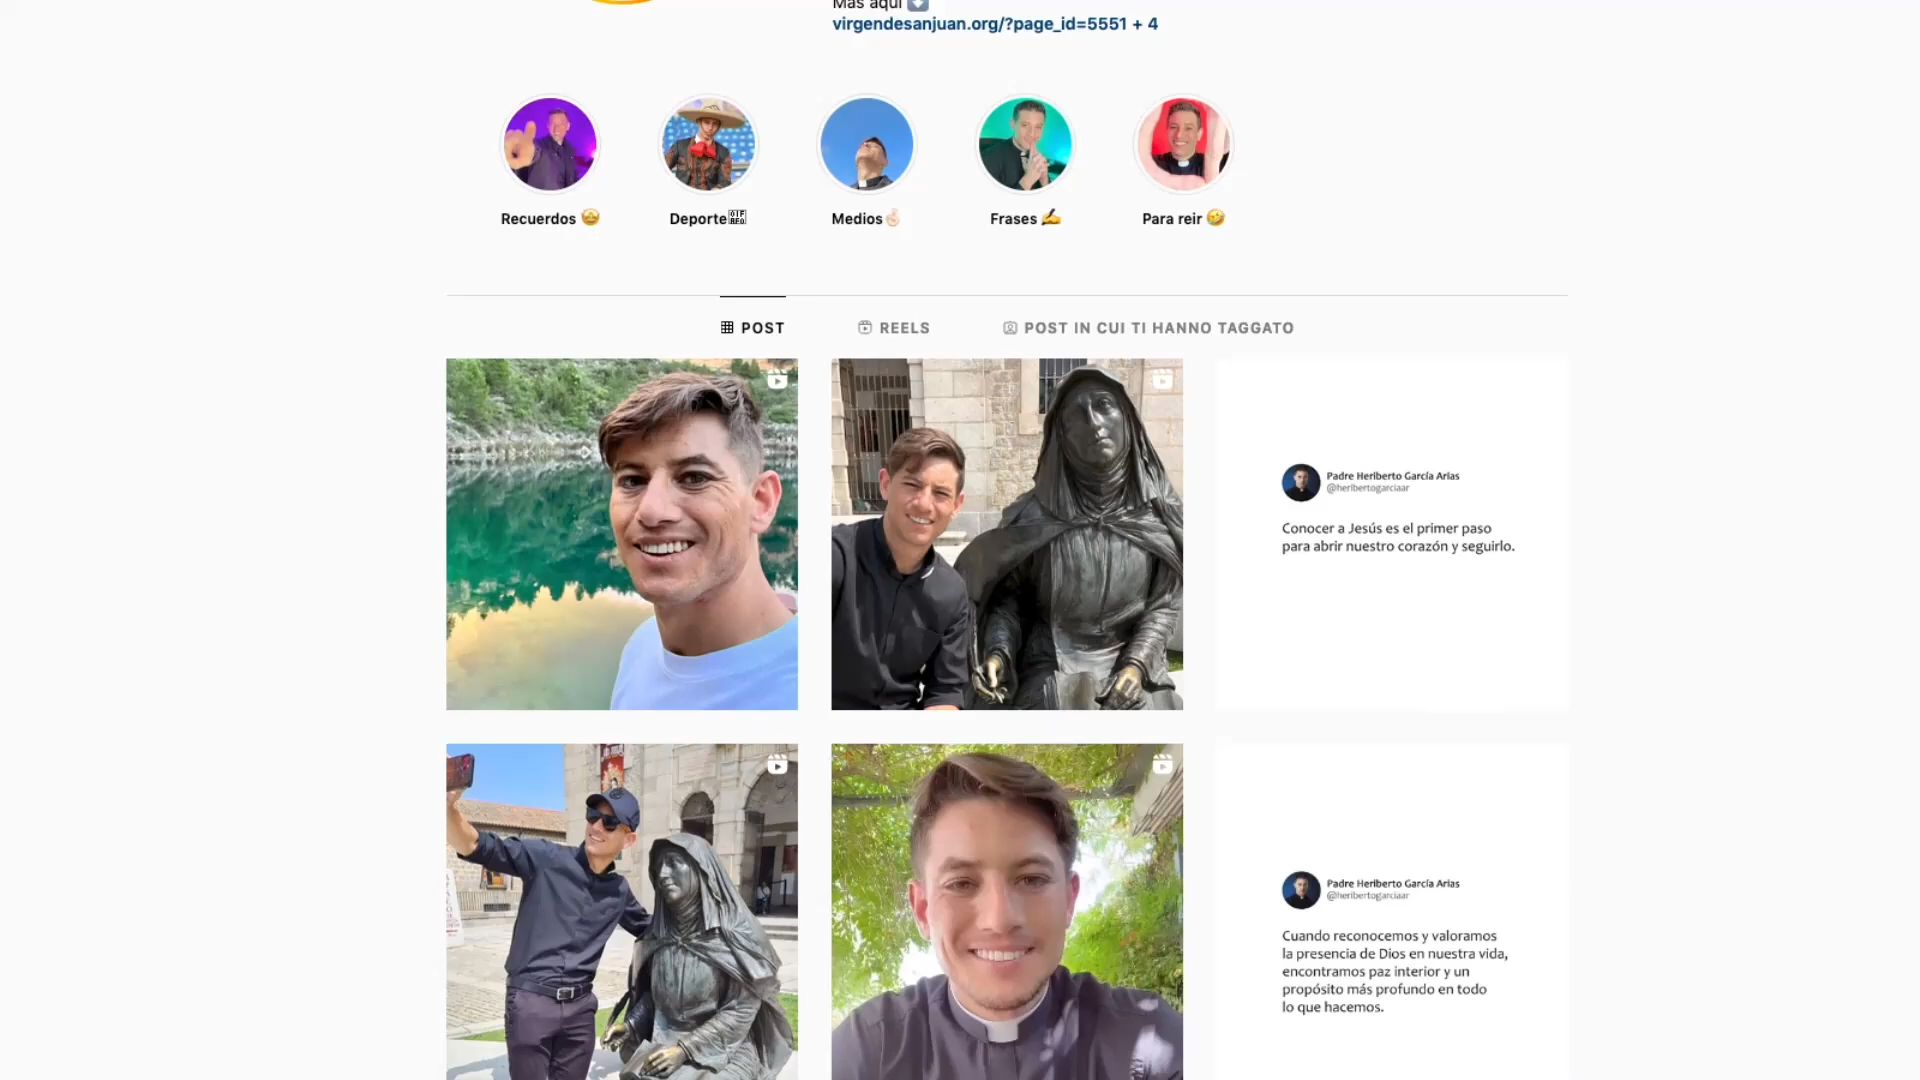 Más aquí
virgendesanjuan.org/?page_id=5551 + 4
Recuerdos
Deporte
Medios
Frases
Para reir
POST
REELS
POST IN CUI TI HANNO TAGGATO
Padre Heriberto García Arias
@heribertogarciaar
Conocer a Jesús es el primer paso
para abrir nuestro corazón y seguirlo.
Padre Heriberto García Arias
@heribertogarciaar
Cuando reconocemos y valoramos
la presencia de Dios en nuestra vida,
encontramos paz interior y un
propósito más profundo en todo
lo que hacemos.